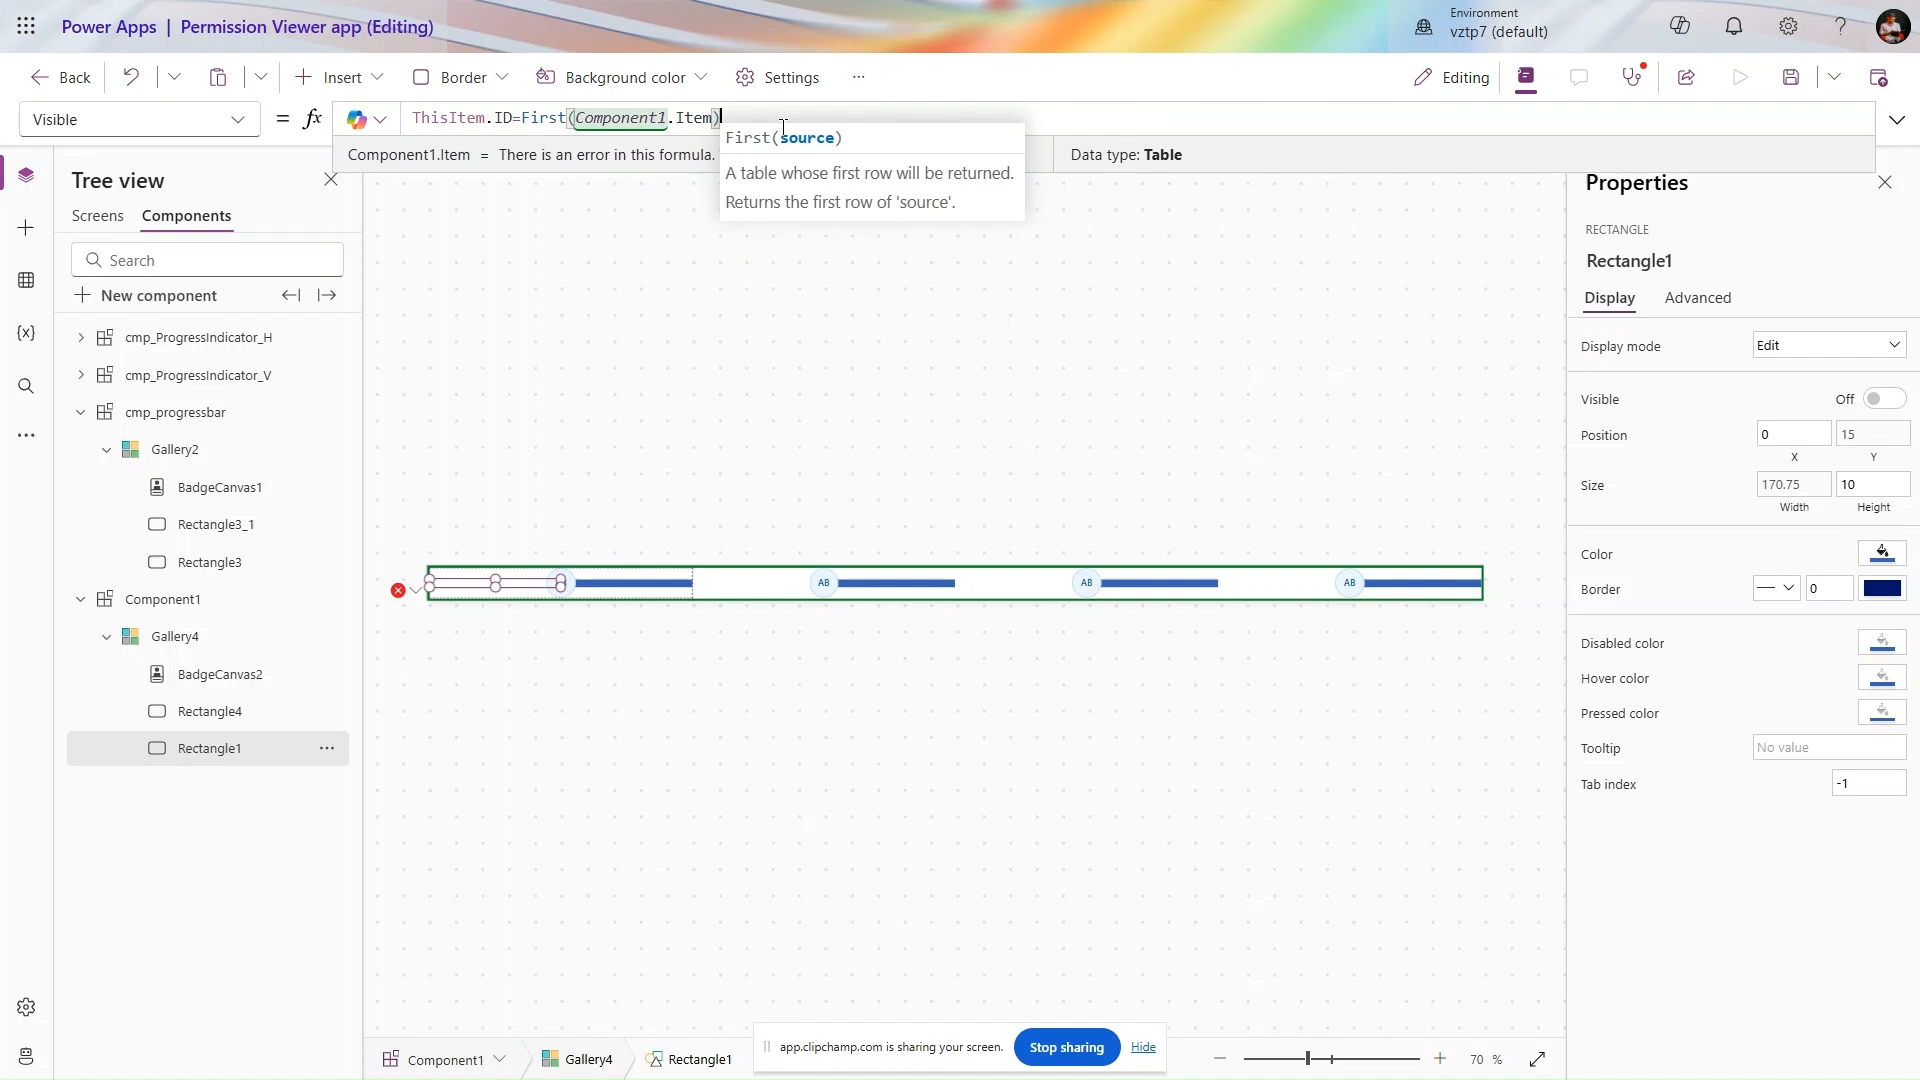 Power Apps | Permission Viewer app (Editing)
Environment
vztp7 (default)
Back
Insert
Border
Background color
Settings
Editing
Visible
= fx
ThisItem.ID=First(Component1.Item)
First(source)
A table whose first row will be returned.
Returns the first row of 'source'.
Component1.Item = There is an error in this formula.
Data type: Table
Tree view
Screens
Components
Search
New component
cmp_ProgressIndicator_H
cmp_ProgressIndicator_V
cmp_progressbar
Gallery2
BadgeCanvas1
Rectangle3_1
Rectangle3
Component1
Gallery4
BadgeCanvas2
Rectangle4
Rectangle1
AB
AB
AB
Properties
RECTANGLE
Rectangle1
Display
Advanced
Display mode
Edit
Visible
Off
Position
0
15
X
Y
Size
170.75
10
Width
Height
Color
Border
0
Disabled color
Hover color
Pressed color
Tooltip
No value
Tab index
-1
Component1
Gallery4
Rectangle1
app.clipchamp.com is sharing your screen.
Stop sharing
Hide
70 %